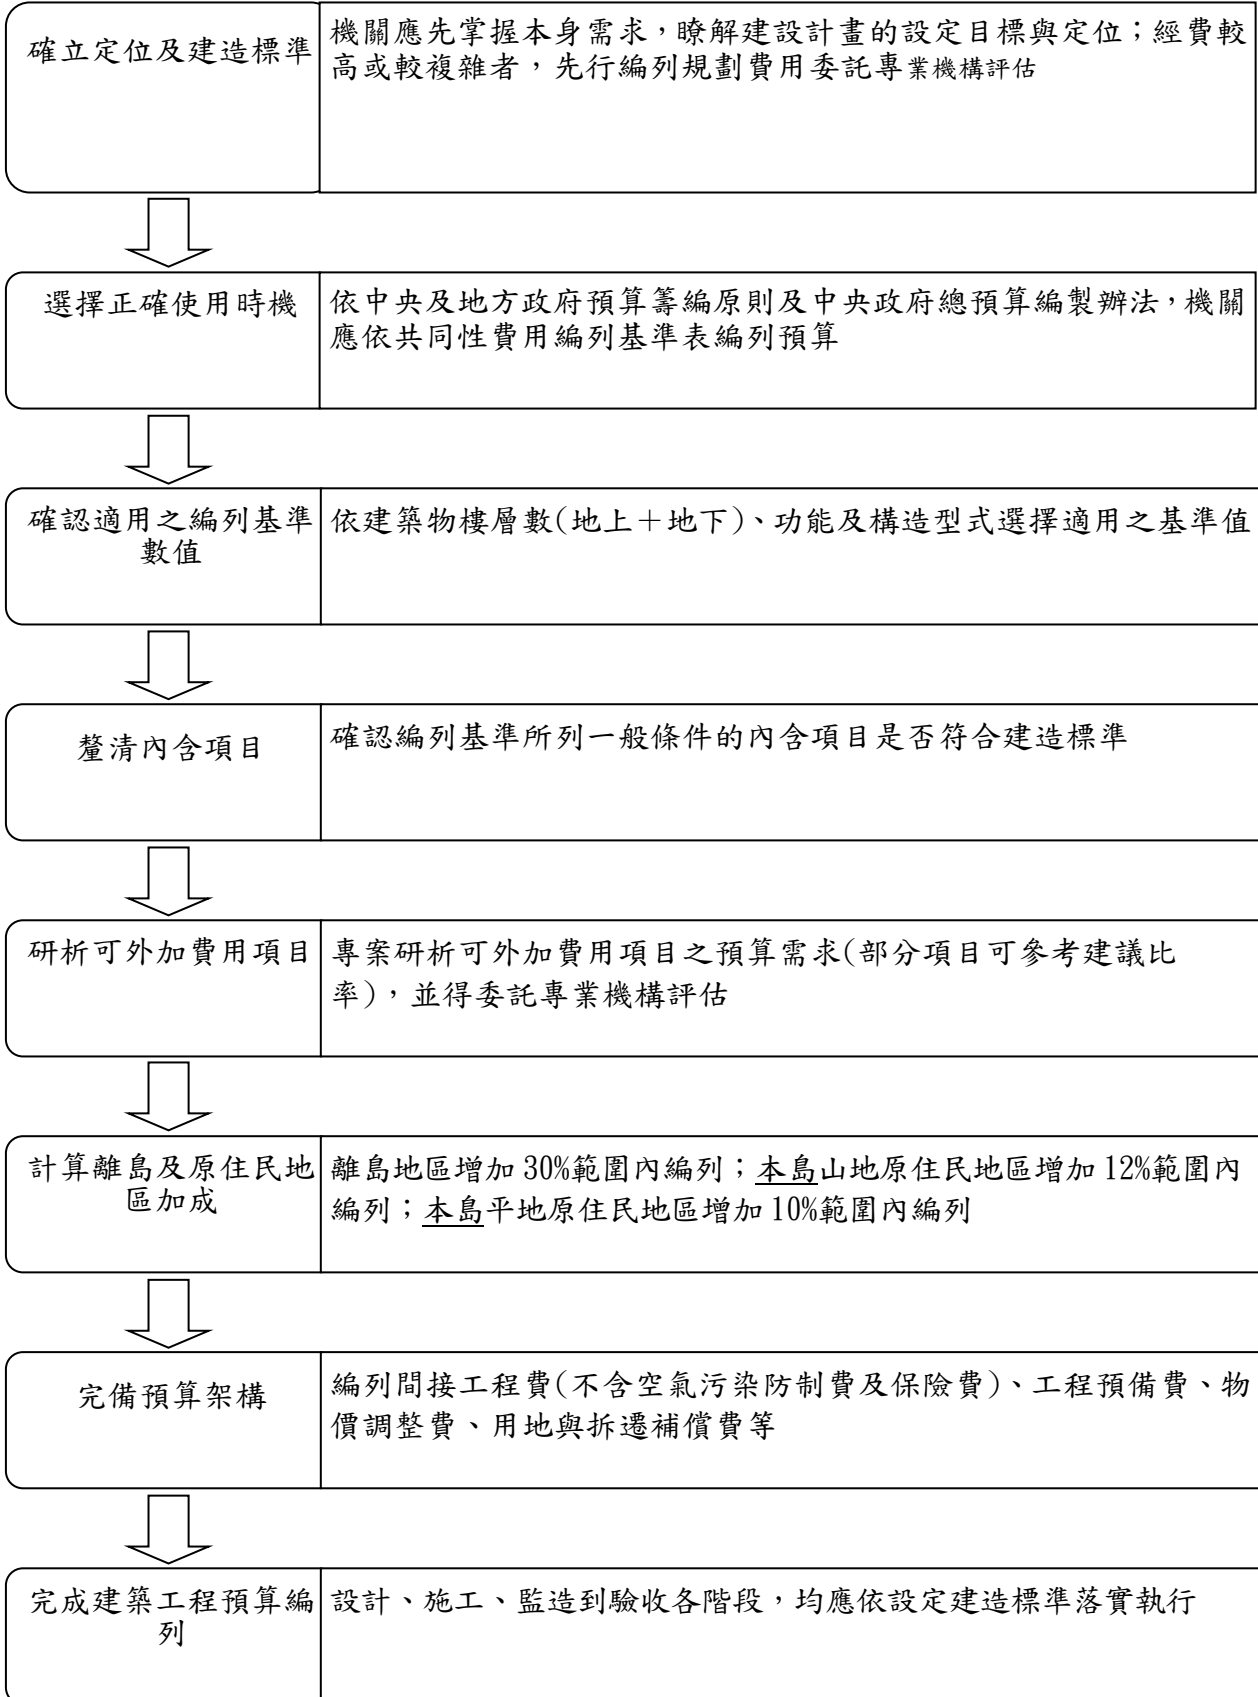 確立定位及建造標準
機關應先掌握本身需求，瞭解建設計畫的設定目標與定位；經費較
高或較複雜者，先行編列規劃費用委託專業機構評估
選擇正確使用時機
依中央及地方政府預算籌編原則及中央政府總預算編製辦法，機關
應依共同性費用編列基準表編列預算
確認適用之編列基準
數值
依建築物樓層數(地上＋地下)、功能及構造型式選擇適用之基準值
釐清內含項目
確認編列基準所列一般條件的內含項目是否符合建造標準
研析可外加費用項目
專案研析可外加費用項目之預算需求(部分項目可參考建議比
率)，並得委託專業機構評估
計算離島及原住民地
區加成
離島地區增加 30%範圍內編列；本島山地原住民地區增加 12%範圍內
編列；本島平地原住民地區增加 10%範圍內編列
完備預算架構
編列間接工程費(不含空氣污染防制費及保險費)、工程預備費、物
價調整費、用地與拆遷補償費等
完成建築工程預算編
列
設計、施工、監造到驗收各階段，均應依設定建造標準落實執行